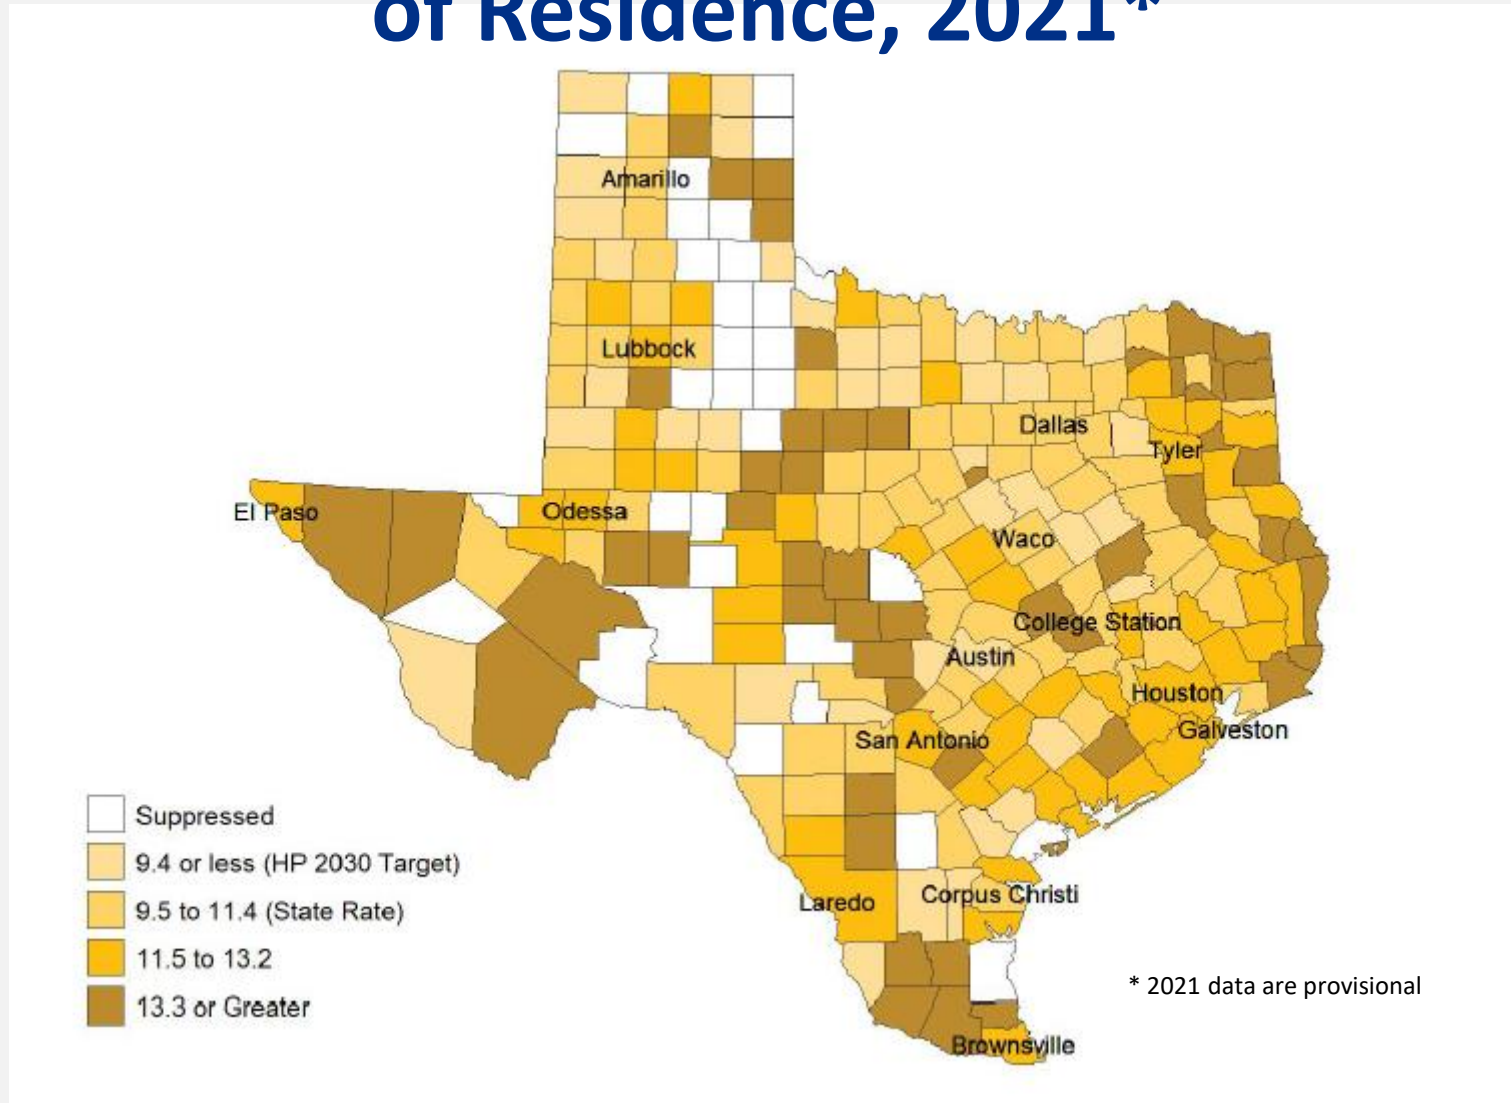 of Residence, 2021*
Amarillo
Lubbock
Dallas
Tyler
El Paso
Odessa
Waco
College Station
Austin
Houston
Galveston
San Antonio
Corpus Christi
Laredo
Brownsville
Suppressed
9.4 or less (HP 2030 Target)
9.5 to 11.4 (State Rate)
11.5 to 13.2
13.3 or Greater
* 2021 data are provisional